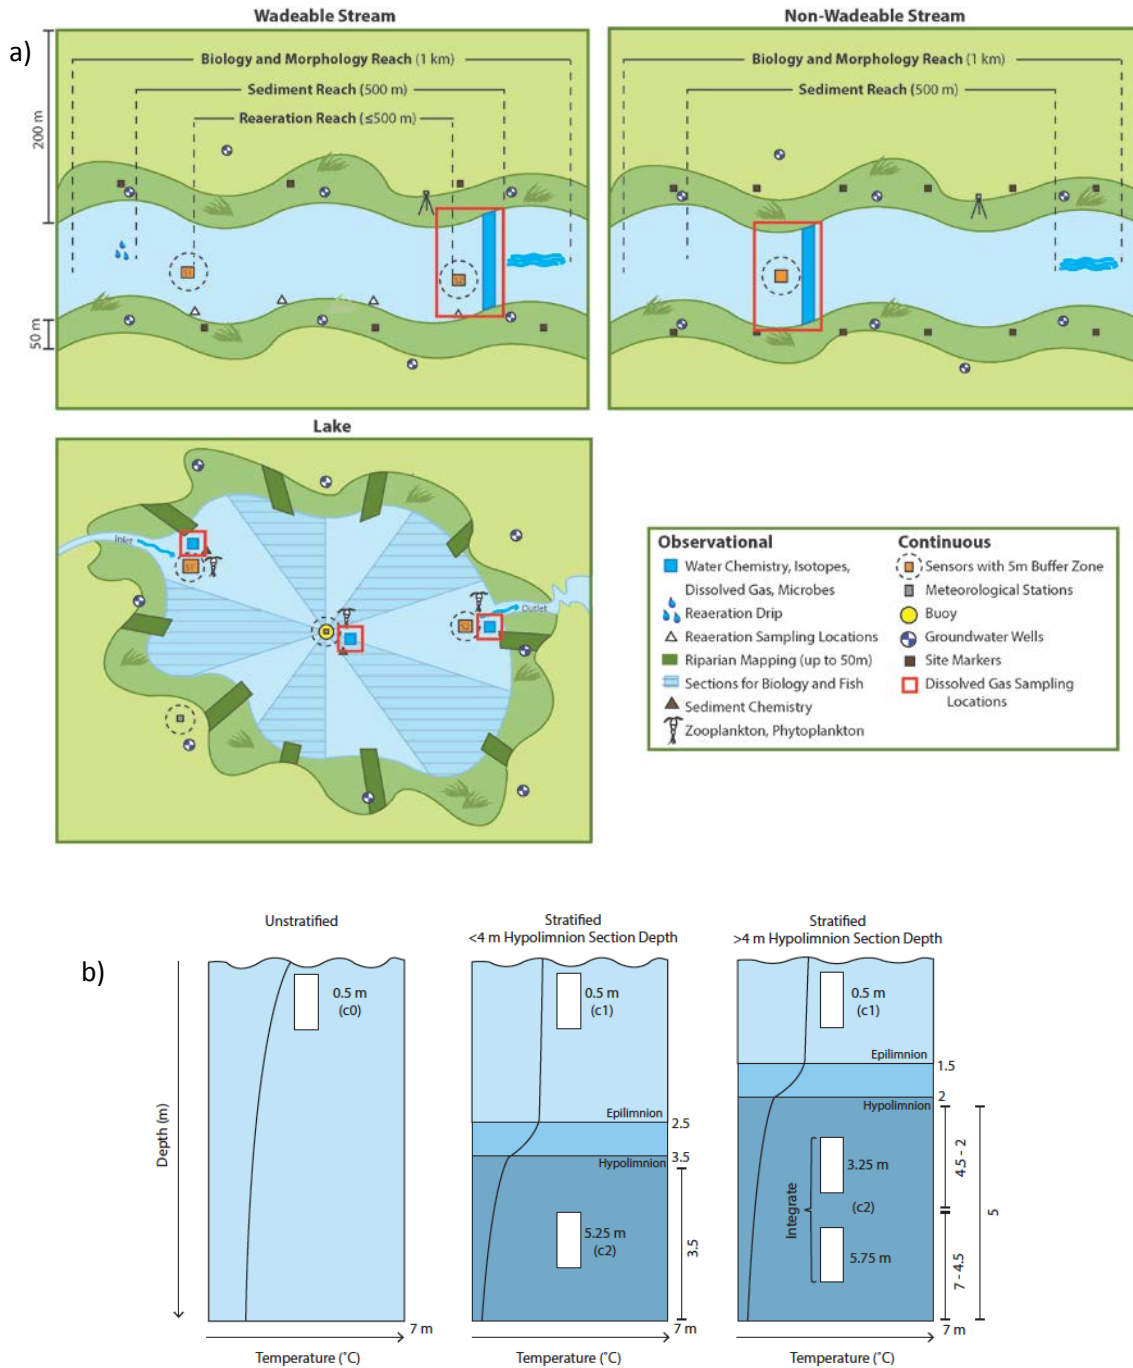 a)
Wadeable Stream
Biology and Morphology Reach (1 km)
Sediment Reach (500 m)
Reaeration Reach (≤500 m)
200 m
50 m
S1
S2
Non-Wadeable Stream
Biology and Morphology Reach (1 km)
Sediment Reach (500 m)
Lake
Inlet
S1
S2
Outlet
Observational
Water Chemistry, Isotopes,
Dissolved Gas, Microbes
Reaeration Drip
Reaeration Sampling Locations
Riparian Mapping (up to 50m)
Sections for Biology and Fish
Sediment Chemistry
Zooplankton, Phytoplankton
Continuous
Sensors with 5m Buffer Zone
Meteorological Stations
Buoy
Groundwater Wells
Site Markers
Dissolved Gas Sampling
Locations
b)
Unstratified
Depth (m)
0.5 m
(c0)
7 m
Temperature (˚C)
Stratified
<4 m Hypolimnion Section Depth
0.5 m
(c1)
Epilimnion
2.5
3.5
Hypolimnion
5.25 m
(c2)
3.5
7 m
Temperature (˚C)
Stratified
>4 m Hypolimnion Section Depth
0.5 m
(c1)
Epilimnion
1.5
2
Hypolimnion
3.25 m
(c2)
5.75 m
Integrate
4.5 - 2
7 - 4.5
5
7 m
Temperature (˚C)